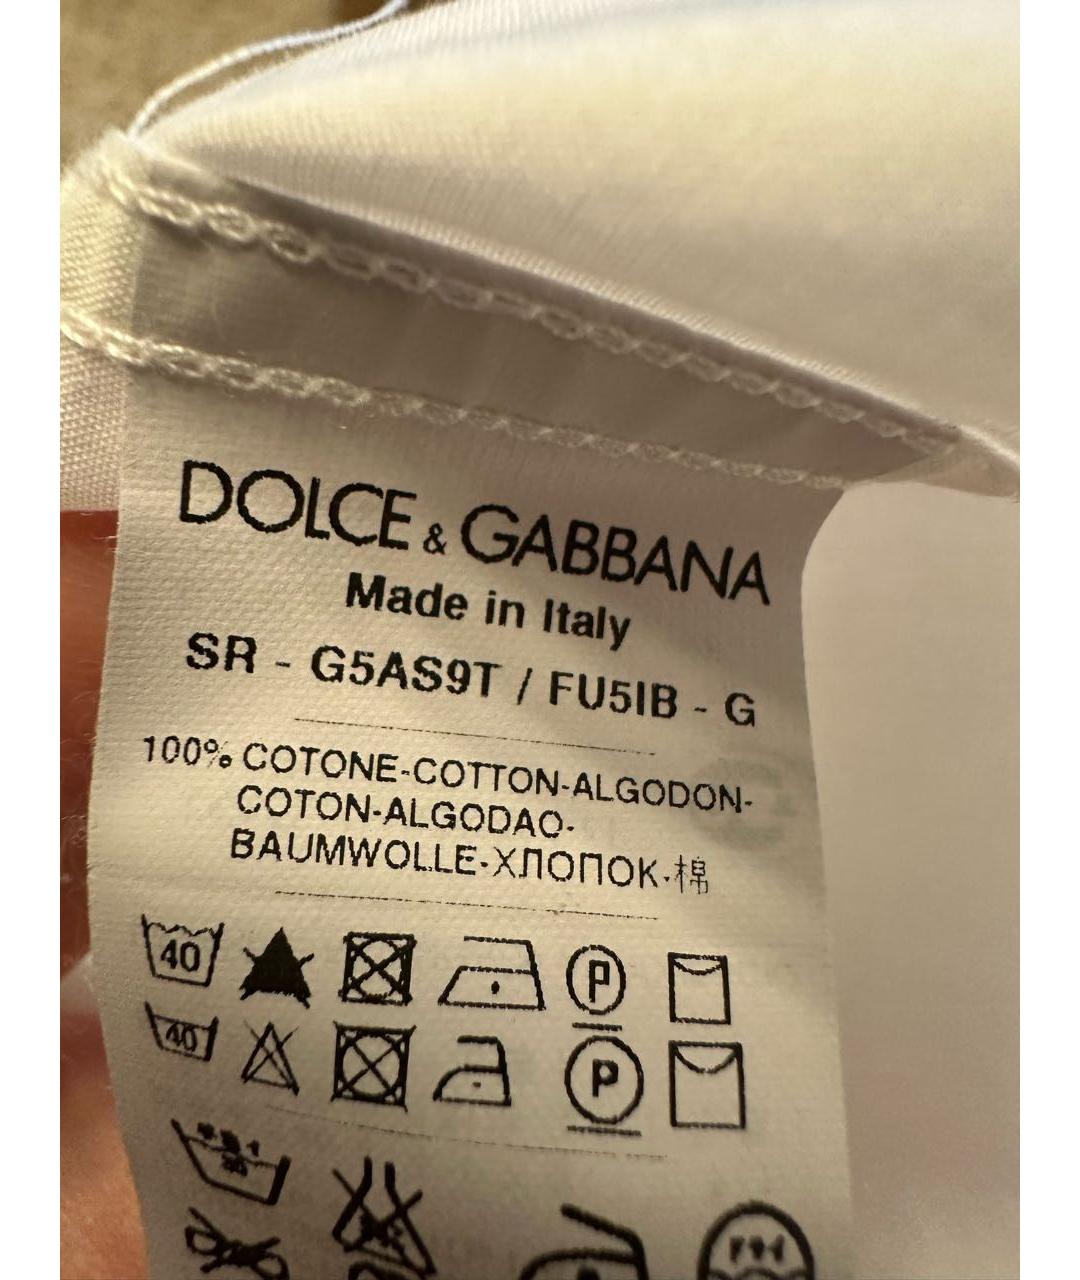 DOLCE & GABBANA
Made in Italy
SR - G5AS9T / FU5IB - G
100% COTONE-COTTON-ALGODON-
COTON-ALGODAO-
BAUMWOLLE-ХЛОПОК-棉
40 P
40 P